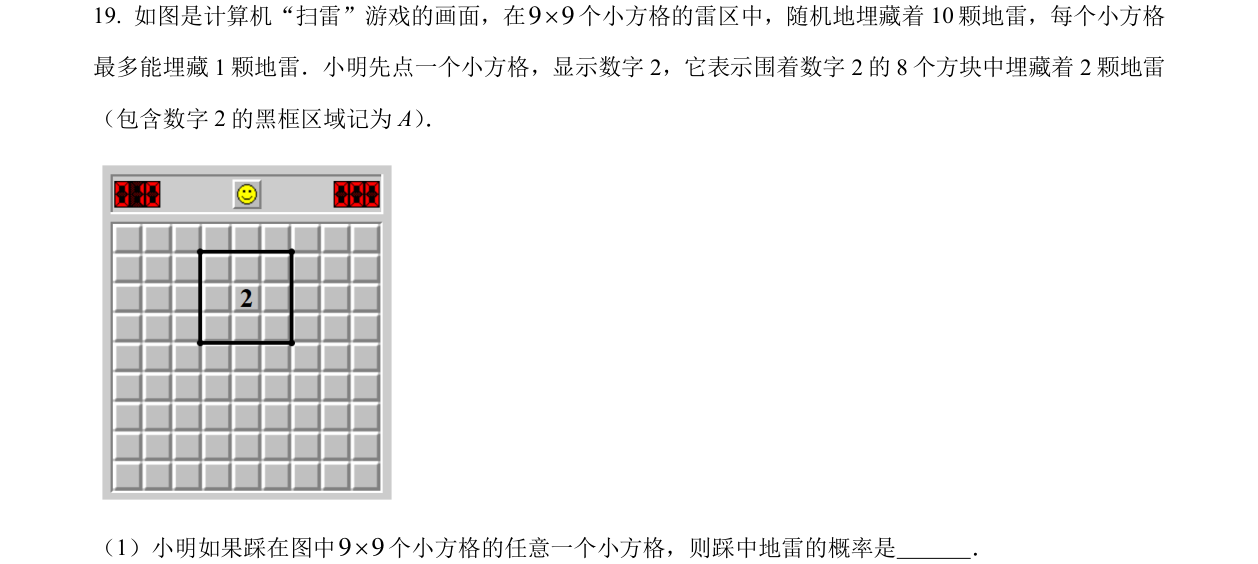 19. 如图是计算机“扫雷”游戏的画面，在9×9个小方格的雷区中，随机地埋藏着 10 颗地雷，每个小方格
最多能埋藏 1 颗地雷．小明先点一个小方格，显示数字 2，它表示围着数字 2 的 8 个方块中埋藏着 2 颗地雷
（包含数字 2 的黑框区域记为 A）．
2
（1）小明如果踩在图中9×9个小方格的任意一个小方格，则踩中地雷的概率是______．